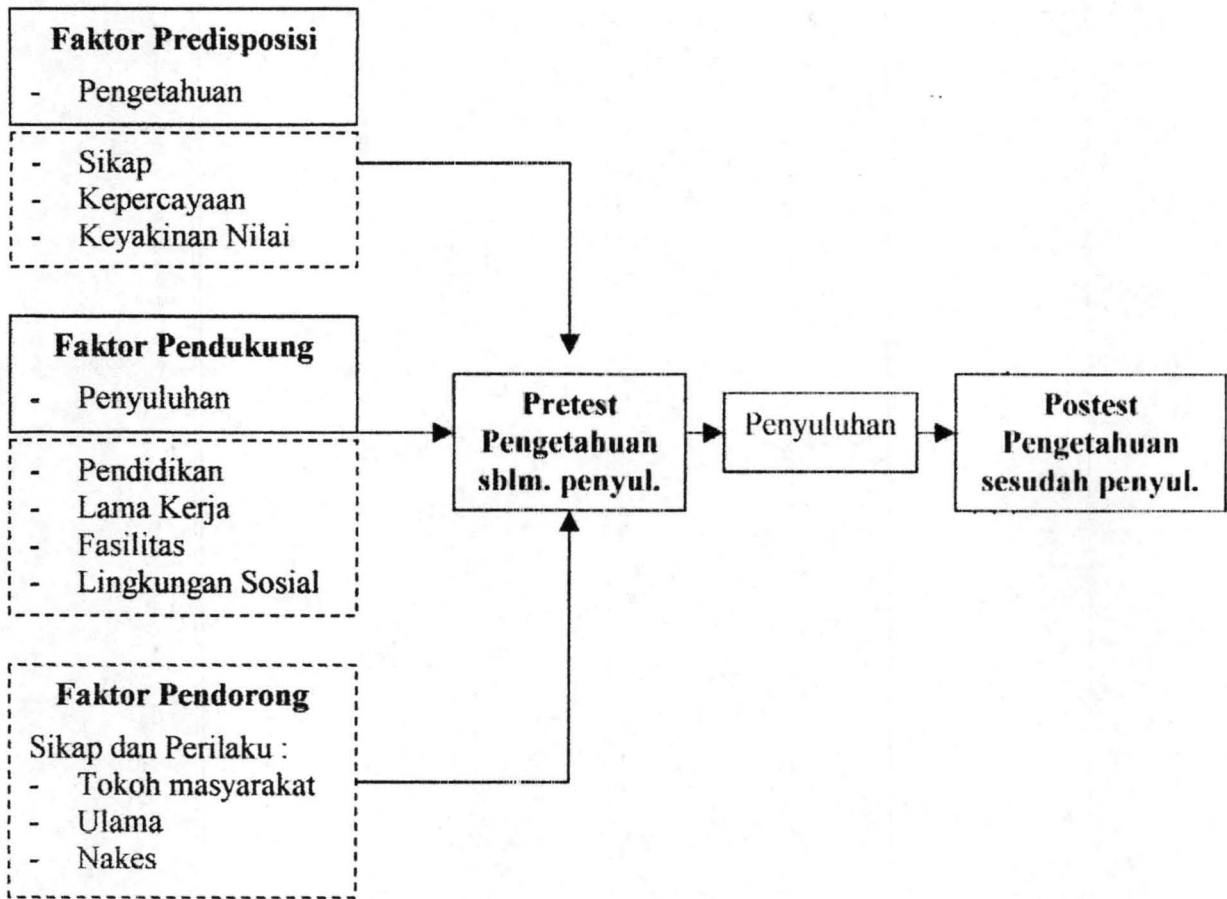 Faktor Predisposisi
- Pengetahuan
- Sikap
- Kepercayaan
- Keyakinan Nilai
Faktor Pendukung
- Penyuluhan
- Pendidikan
- Lama Kerja
- Fasilitas
- Lingkungan Sosial
Faktor Pendorong
Sikap dan Perilaku :
- Tokoh masyarakat
- Ulama
- Nakes
Pretest
Pengetahuan
sblm. penyul.
Penyuluhan
Postest
Pengetahuan
sesudah penyul.